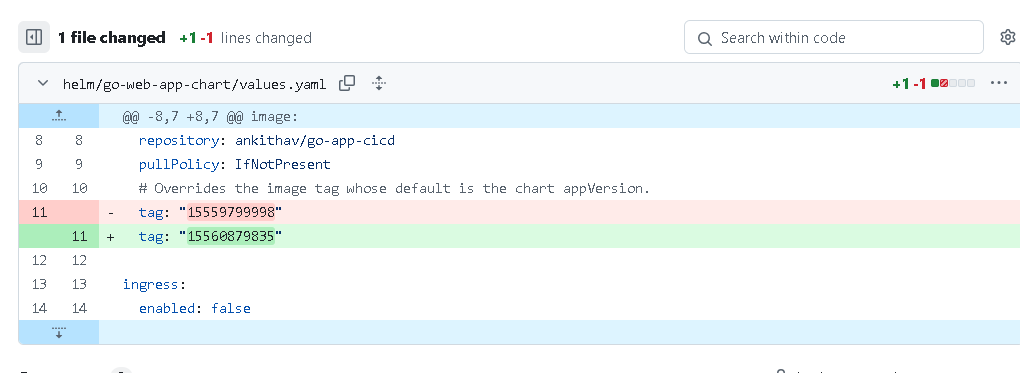 1 file changed +1 -1 lines changed Search within code
helm/go-web-app-chart/values.yaml +1 -1
@@ -8,7 +8,7 @@ image:
8 8 repository: ankithav/go-app-cicd
9 9 pullPolicy: IfNotPresent
10 10 # Overrides the image tag whose default is the chart appVersion.
11 - tag: "15559799998"
11 + tag: "15560879835"
12 12
13 13 ingress:
14 14 enabled: false